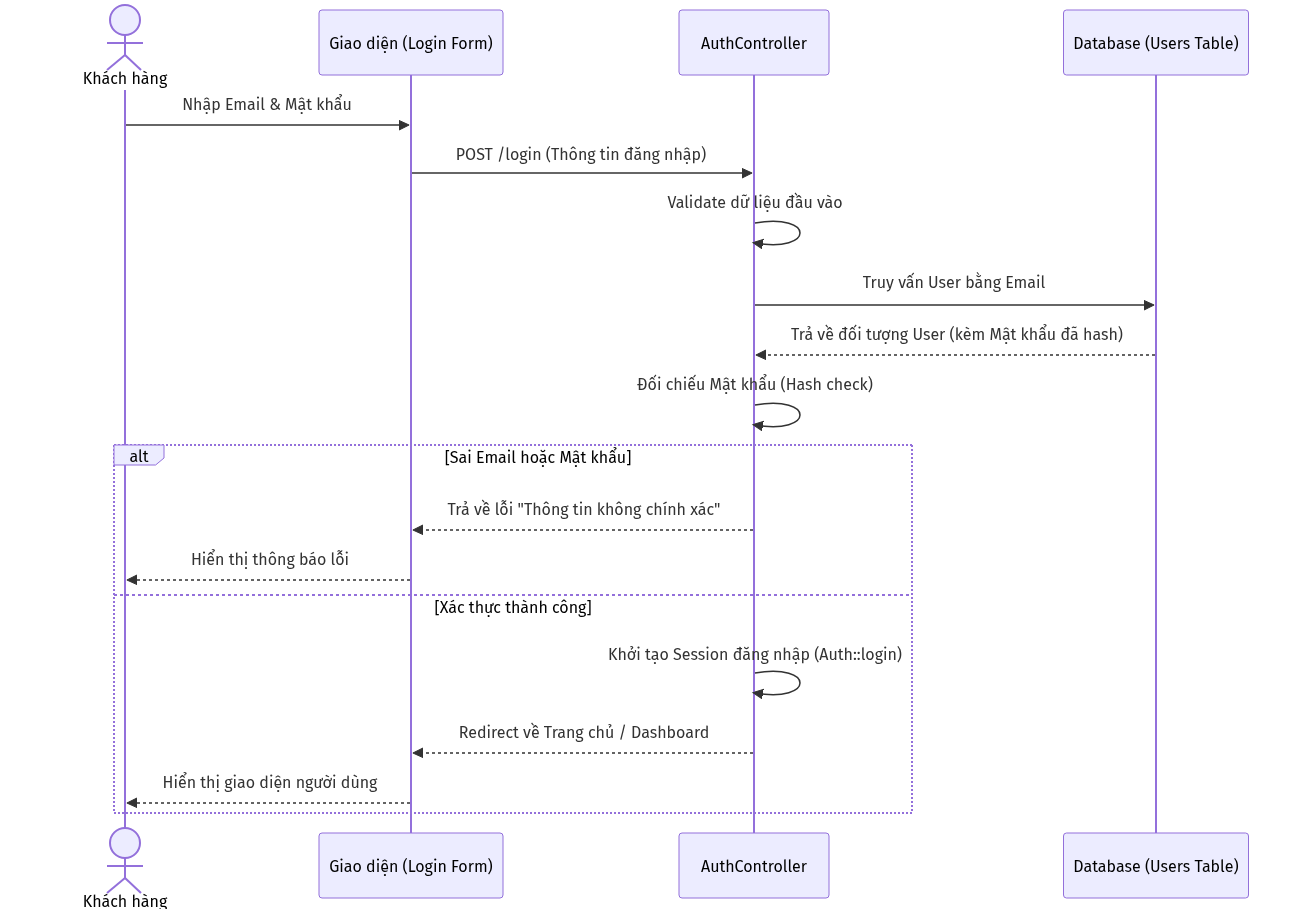 Khách hàng
Giao diện (Login Form)
AuthController
Database (Users Table)
Nhập Email & Mật khẩu
POST /login (Thông tin đăng nhập)
Validate dữ liệu đầu vào
Truy vấn User bằng Email
Trả về đối tượng User (kèm Mật khẩu đã hash)
Đối chiếu Mật khẩu (Hash check)
alt
[Sai Email hoặc Mật khẩu]
Trả về lỗi "Thông tin không chính xác"
Hiển thị thông báo lỗi
[Xác thực thành công]
Khởi tạo Session đăng nhập (Auth::login)
Redirect về Trang chủ / Dashboard
Hiển thị giao diện người dùng
Khách hàng
Giao diện (Login Form)
AuthController
Database (Users Table)